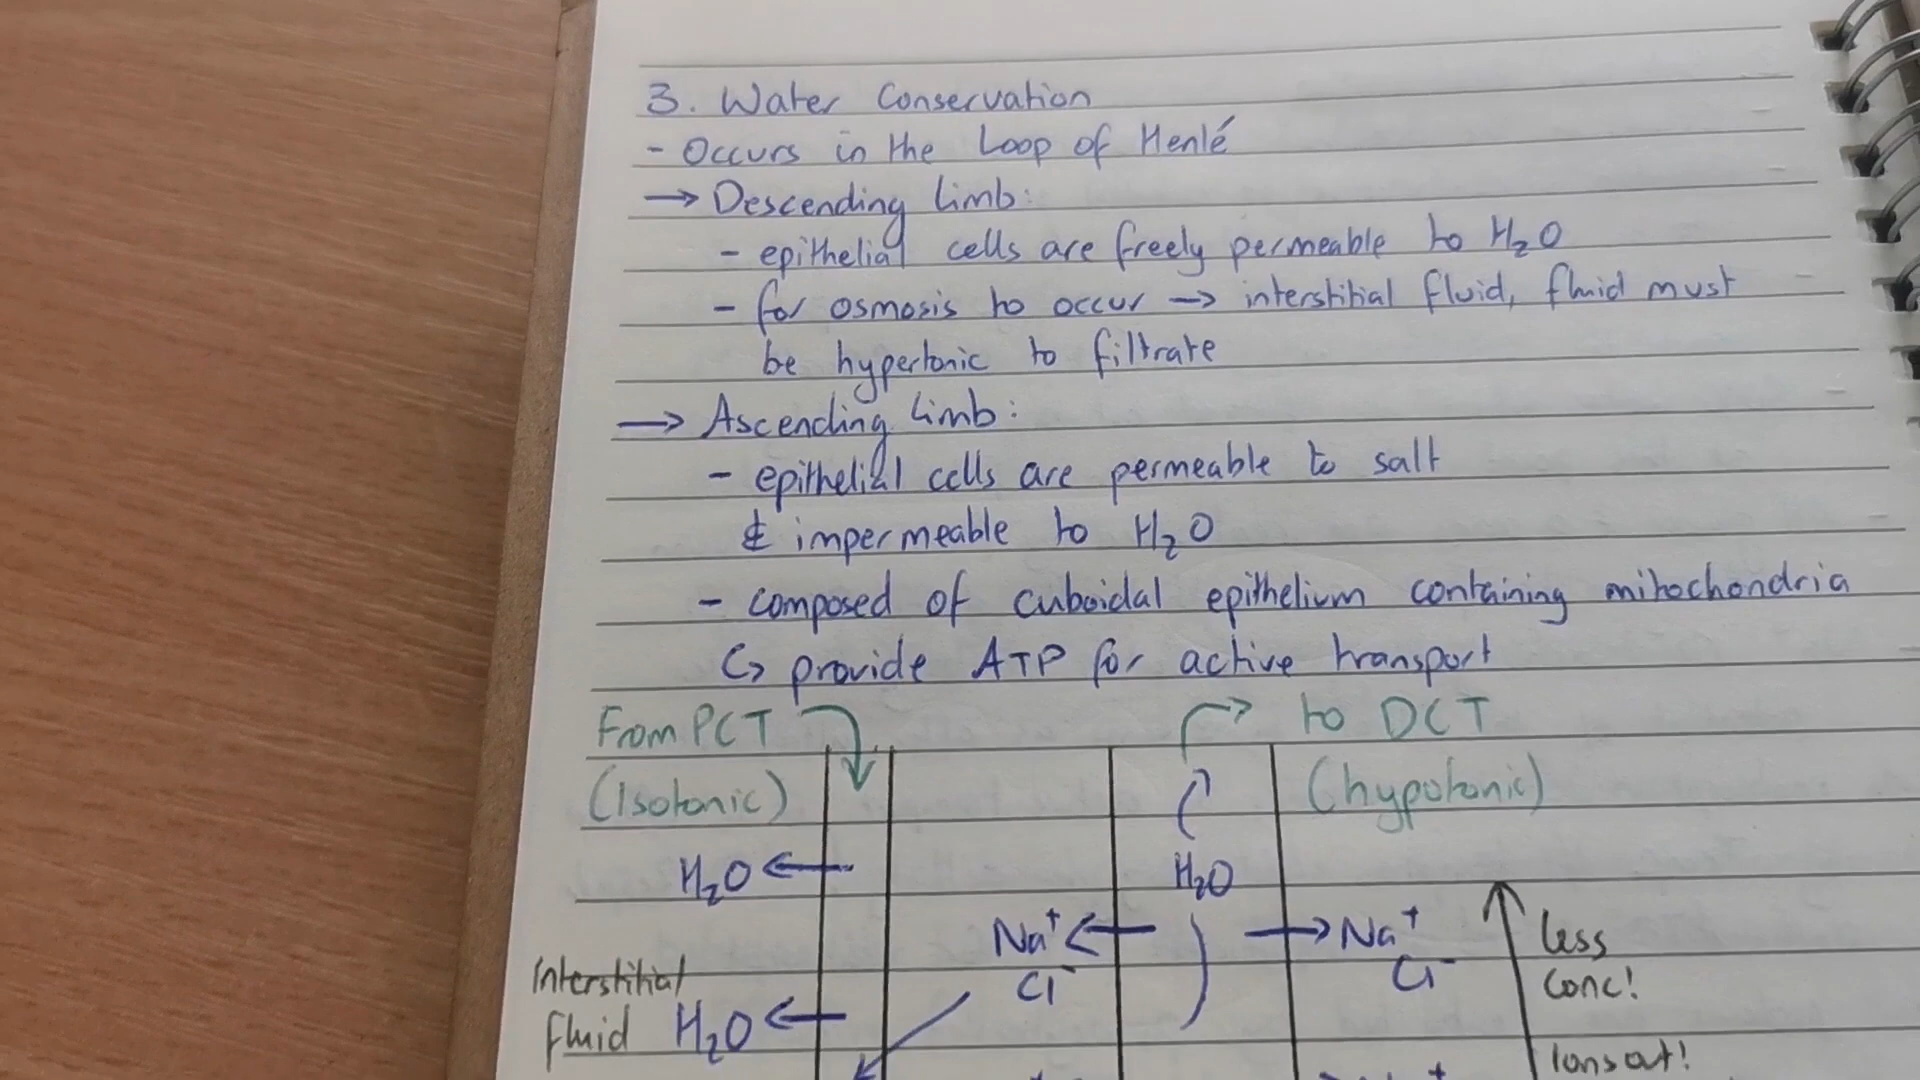 3. Water Conservation
- Occurs in the Loop of Henlé
→ Descending limb:
- epithelial cells are freely permeable to H₂O
- for osmosis to occur → interstitial fluid, fluid must
be hypertonic to filtrate
→ Ascending limb:
- epithelial cells are permeable to salt
& impermeable to H₂O
- composed of cuboidal epithelium containing mitochondria
↳ provide ATP for active transport
From PCT
to DCT
(Isotonic)
(hypotonic)
H₂O ←
H₂O
Na⁺ ←
→ Na⁺
less
Cl⁻
Cl⁻
conc!
Interstitial
fluid H₂O ←
Ions out!